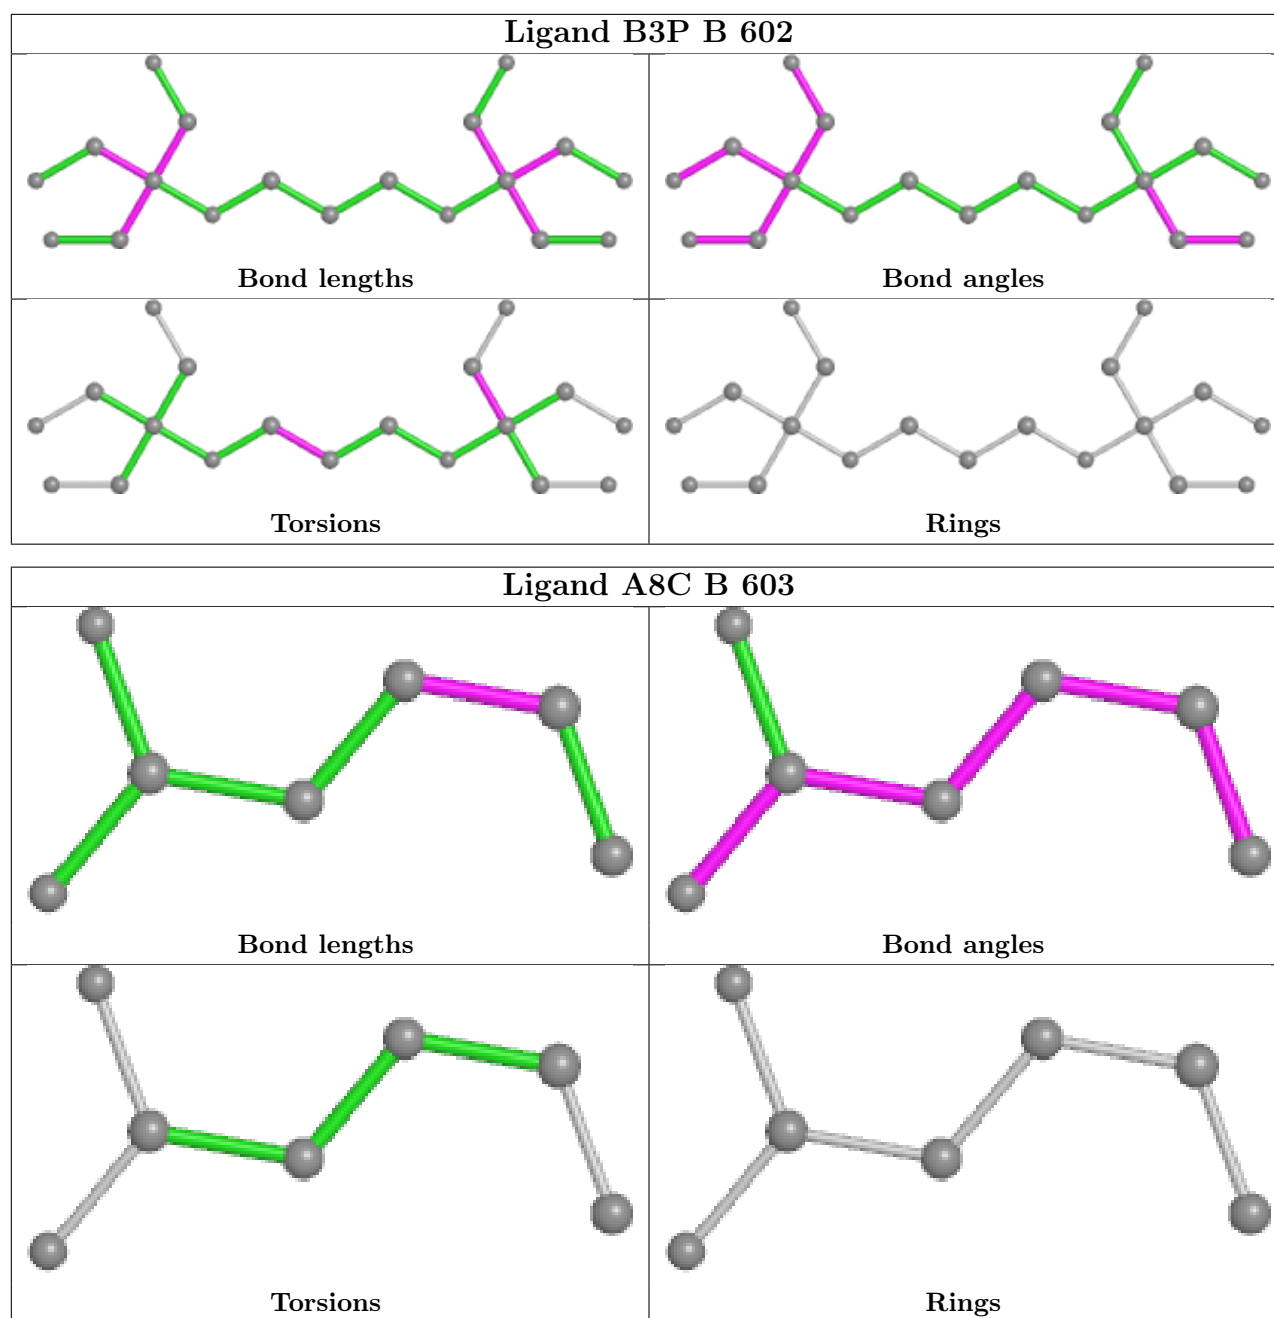 Ligand B3P B 602
Bond lengths
Bond angles
Torsions
Rings
Ligand A8C B 603
Bond lengths
Bond angles
Torsions
Rings